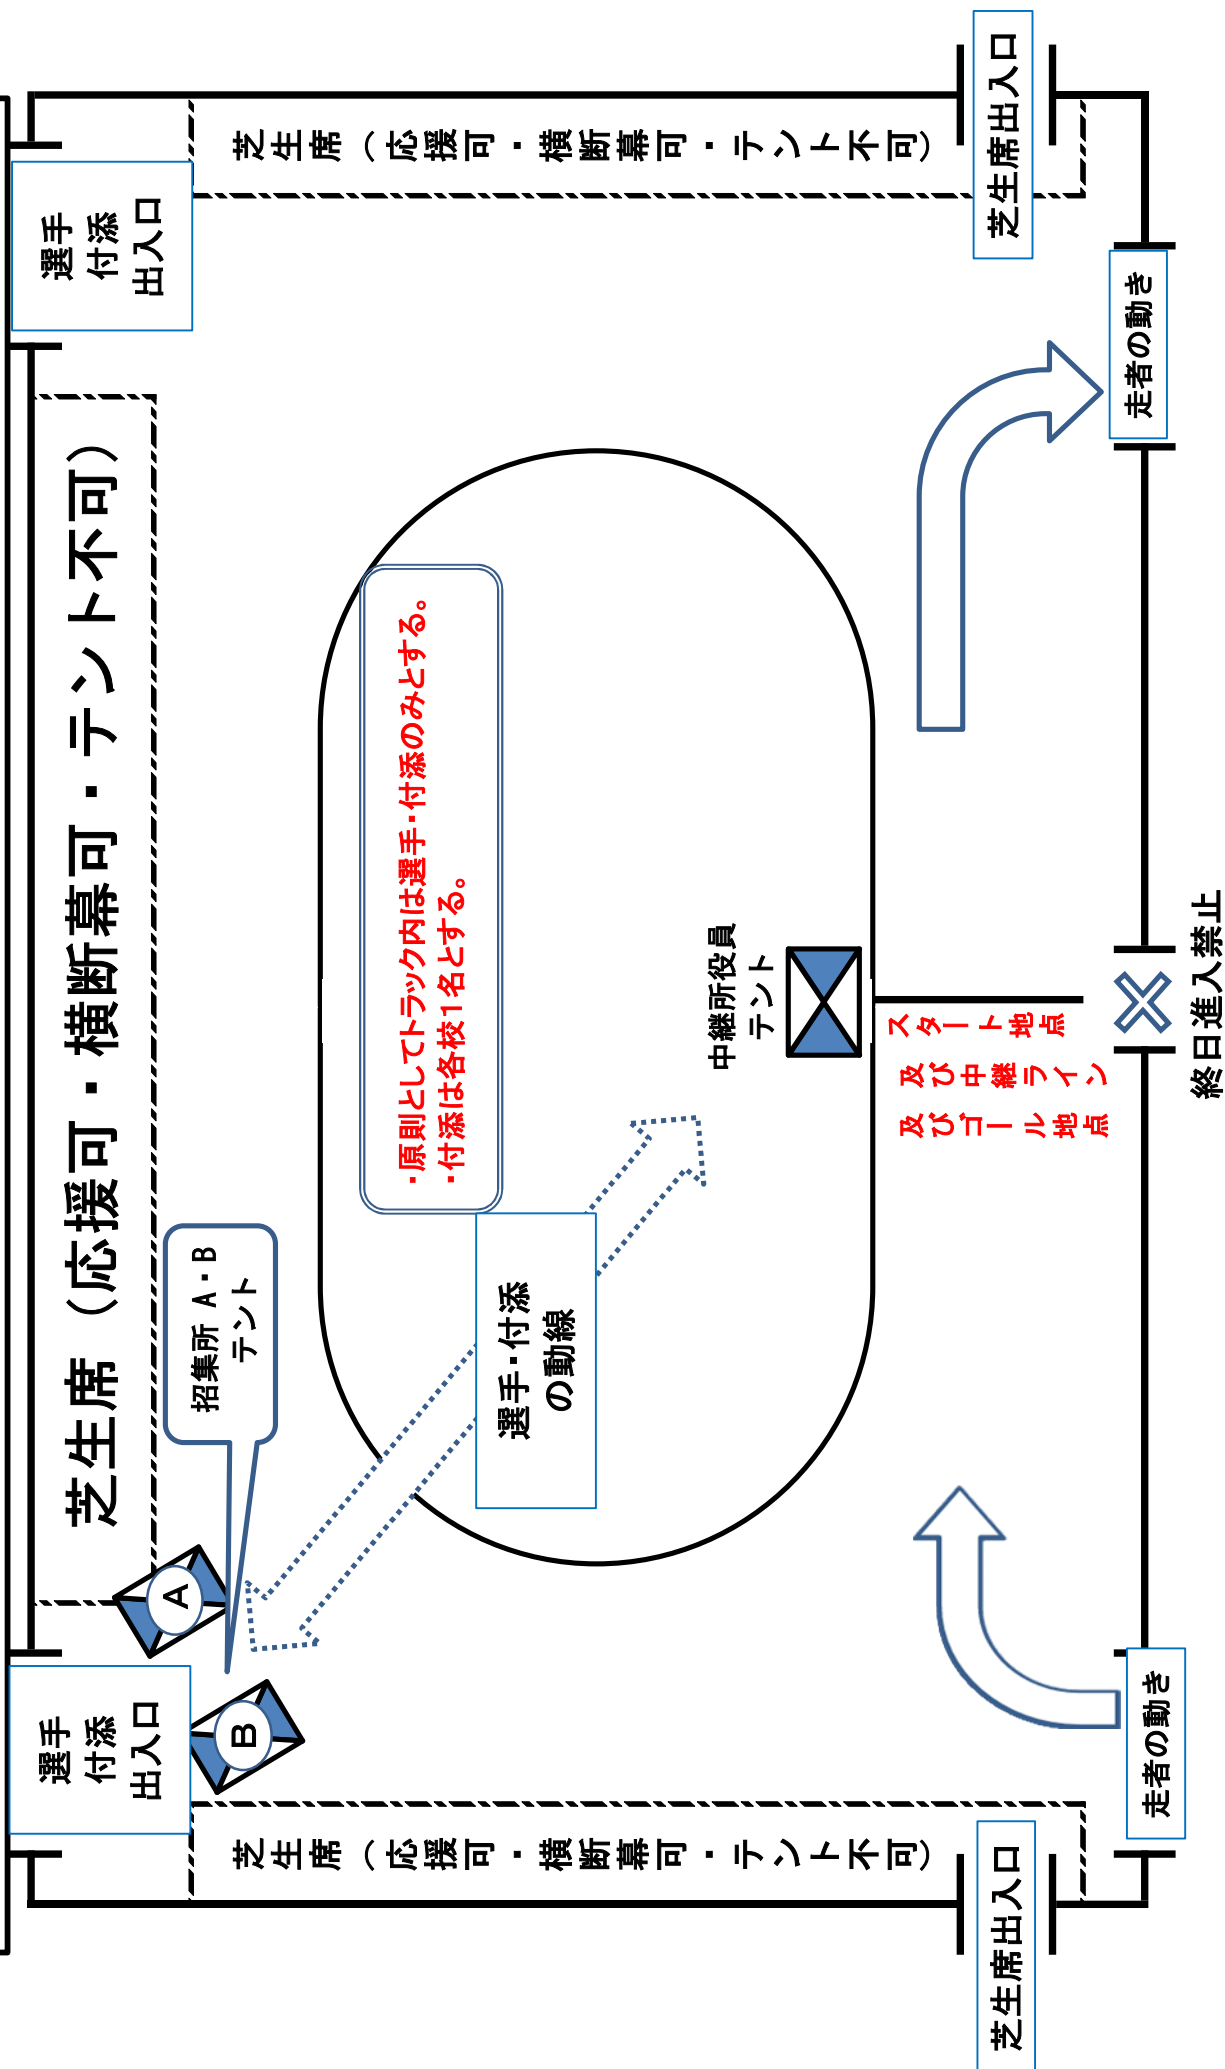 選手
付添
出入口
芝生席（応援可・横断幕可・テント不可）
選手
付添
出入口
招集所 A・B
テント
A
B
芝生席（応援可・横断幕可・テント不可）
芝生席（応援可・横断幕可・テント不可）
・原則としてトラック内は選手・付添のみとする。
・付添は各校１名とする。
選手・付添
の動線
中継所役員
テント
スタート地点
及び中継ライン
及びゴール地点
芝生席出入口
芝生席出入口
走者の動き
走者の動き
終日進入禁止